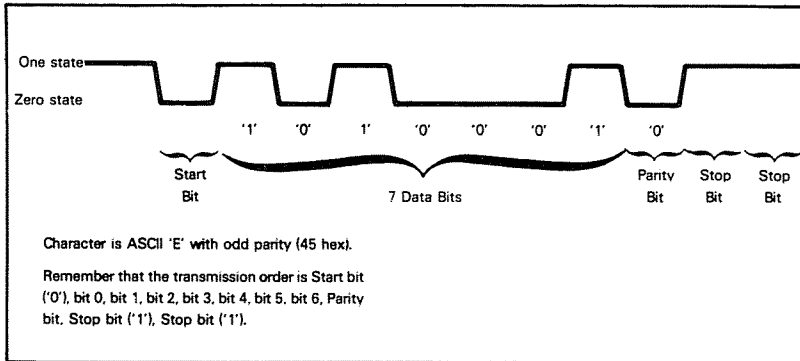 One state
Zero state
'1' '0' 1' '0' '0' '0' '1' '0'
Start Bit
7 Data Bits
Parity Bit
Stop Bit
Stop Bit
Character is ASCII 'E' with odd parity (45 hex).
Remember that the transmission order is Start bit
('0'), bit 0, bit 1, bit 2, bit 3, bit 4, bit 5, bit 6, Parity
bit, Stop bit ('1'), Stop bit ('1').